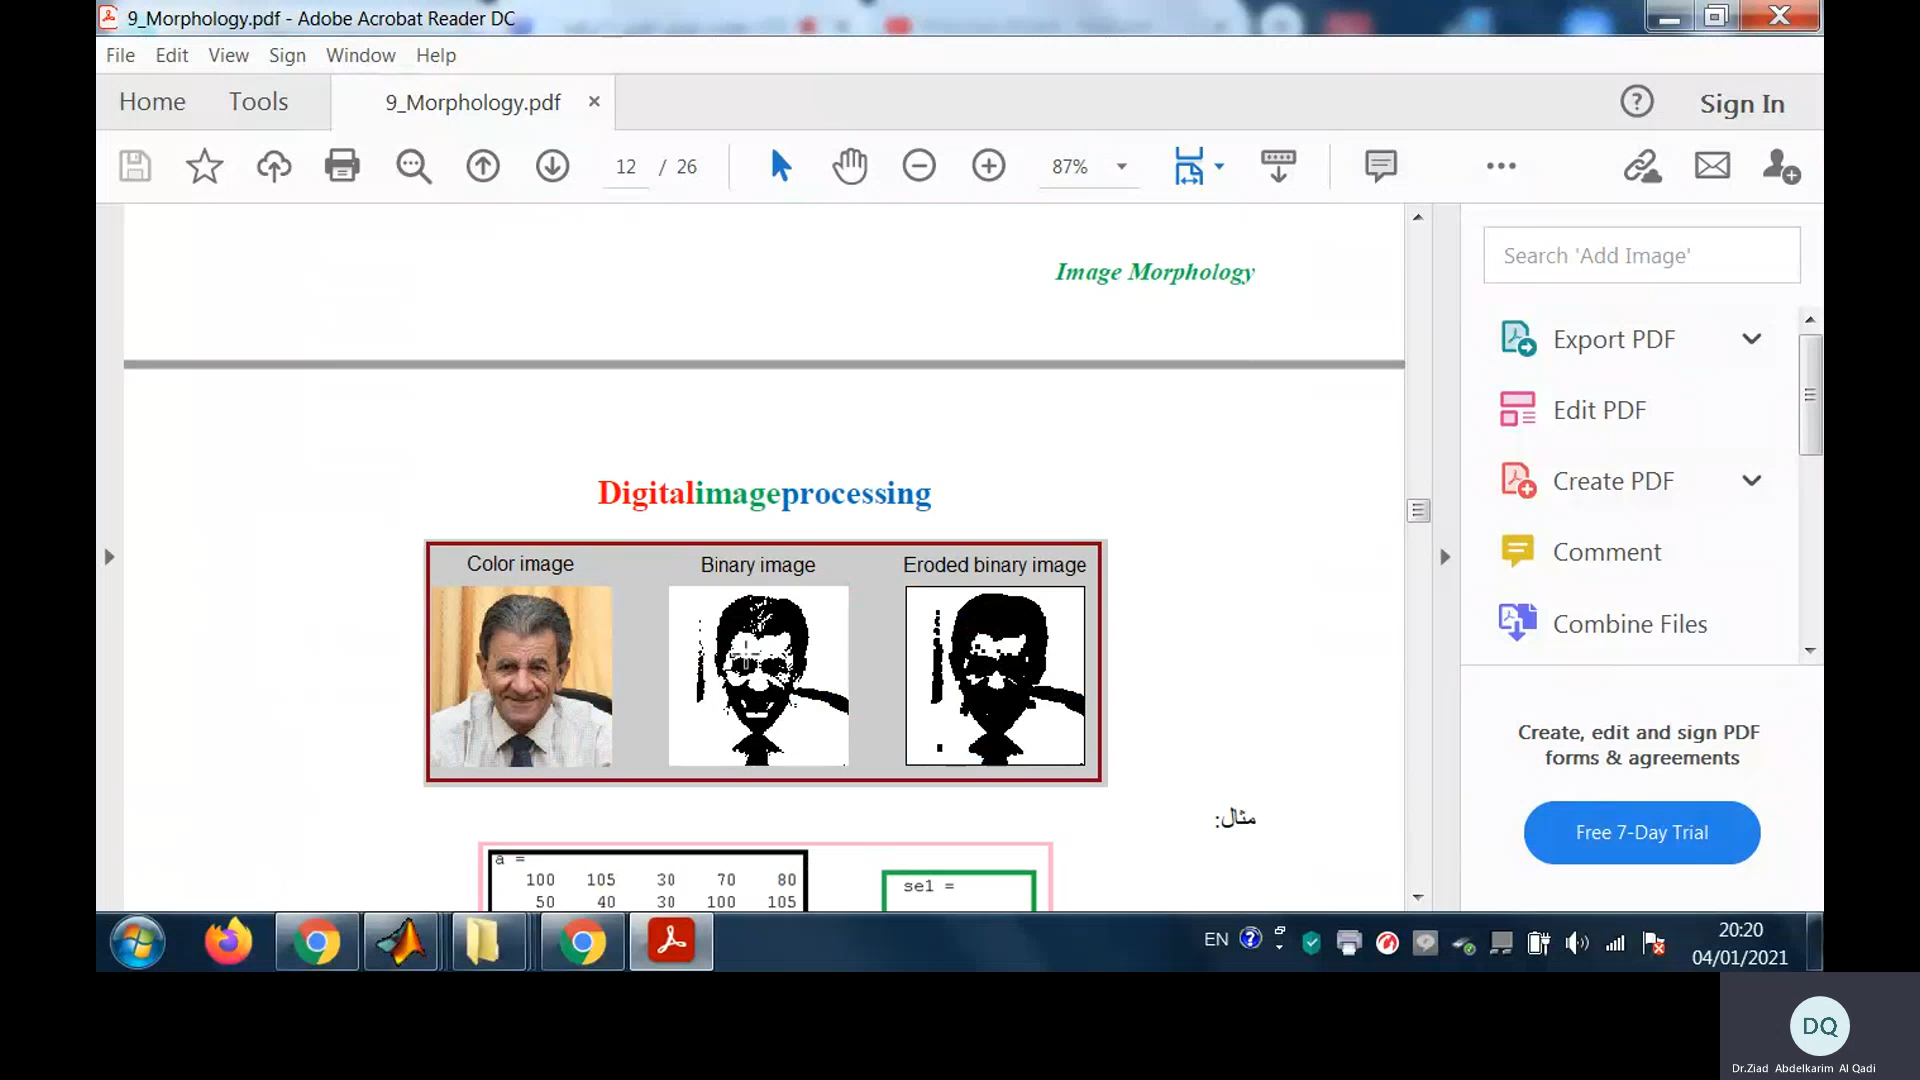 9_Morphology.pdf - Adobe Acrobat Reader DC
File Edit View Sign Window Help
Home Tools 9_Morphology.pdf × ? Sign In
12 / 26 87%
Search 'Add Image'
Image Morphology
Export PDF
Edit PDF
Create PDF
Comment
Combine Files
Digitalimageprocessing
Color image Binary image Eroded binary image
مثال:
a =
100 105 30 70 80
50 40 30 100 105
se1 =
Create, edit and sign PDF
forms & agreements
Free 7-Day Trial
EN
20:20
04/01/2021
DQ
Dr.Ziad Abdelkarim Al Qadi